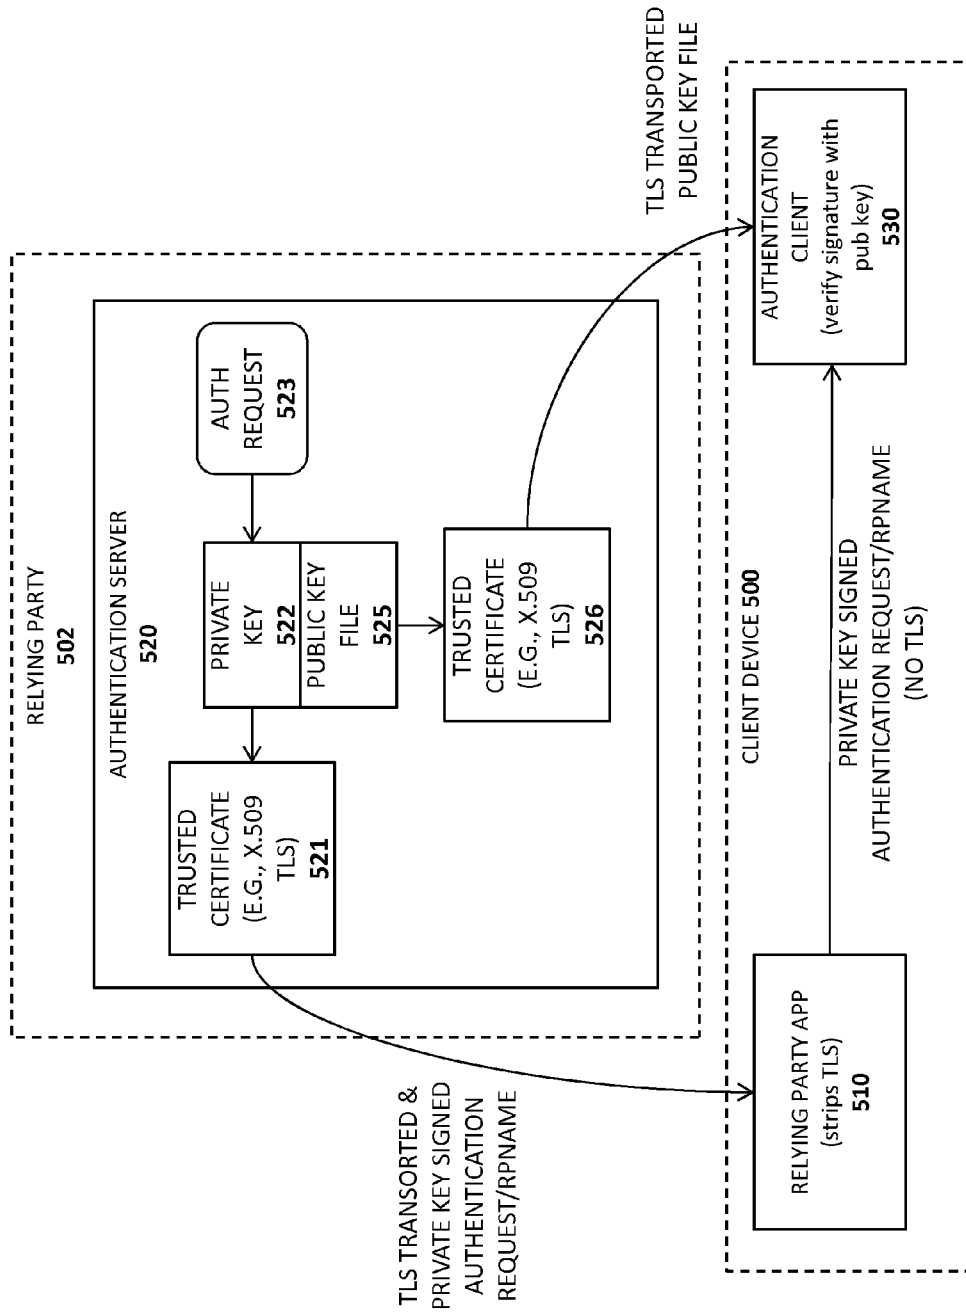 RELYING PARTY
502
AUTHENTICATION SERVER
520
TRUSTED
CERTIFICATE
(E.G., X.509
TLS)
521
PRIVATE
KEY
522
PUBLIC KEY
FILE
525
AUTH
REQUEST
523
TRUSTED
CERTIFICATE
(E.G., X.509
TLS)
526
TLS TRANSORTED &
PRIVATE KEY SIGNED
AUTHENTICATION
REQUEST/RPNAME
TLS TRANSPORTED
PUBLIC KEY FILE
CLIENT DEVICE 500
RELYING PARTY APP
(strips TLS)
510
PRIVATE KEY SIGNED
AUTHENTICATION REQUEST/RPNAME
(NO TLS)
AUTHENTICATION
CLIENT
(verify signature with
pub key)
530